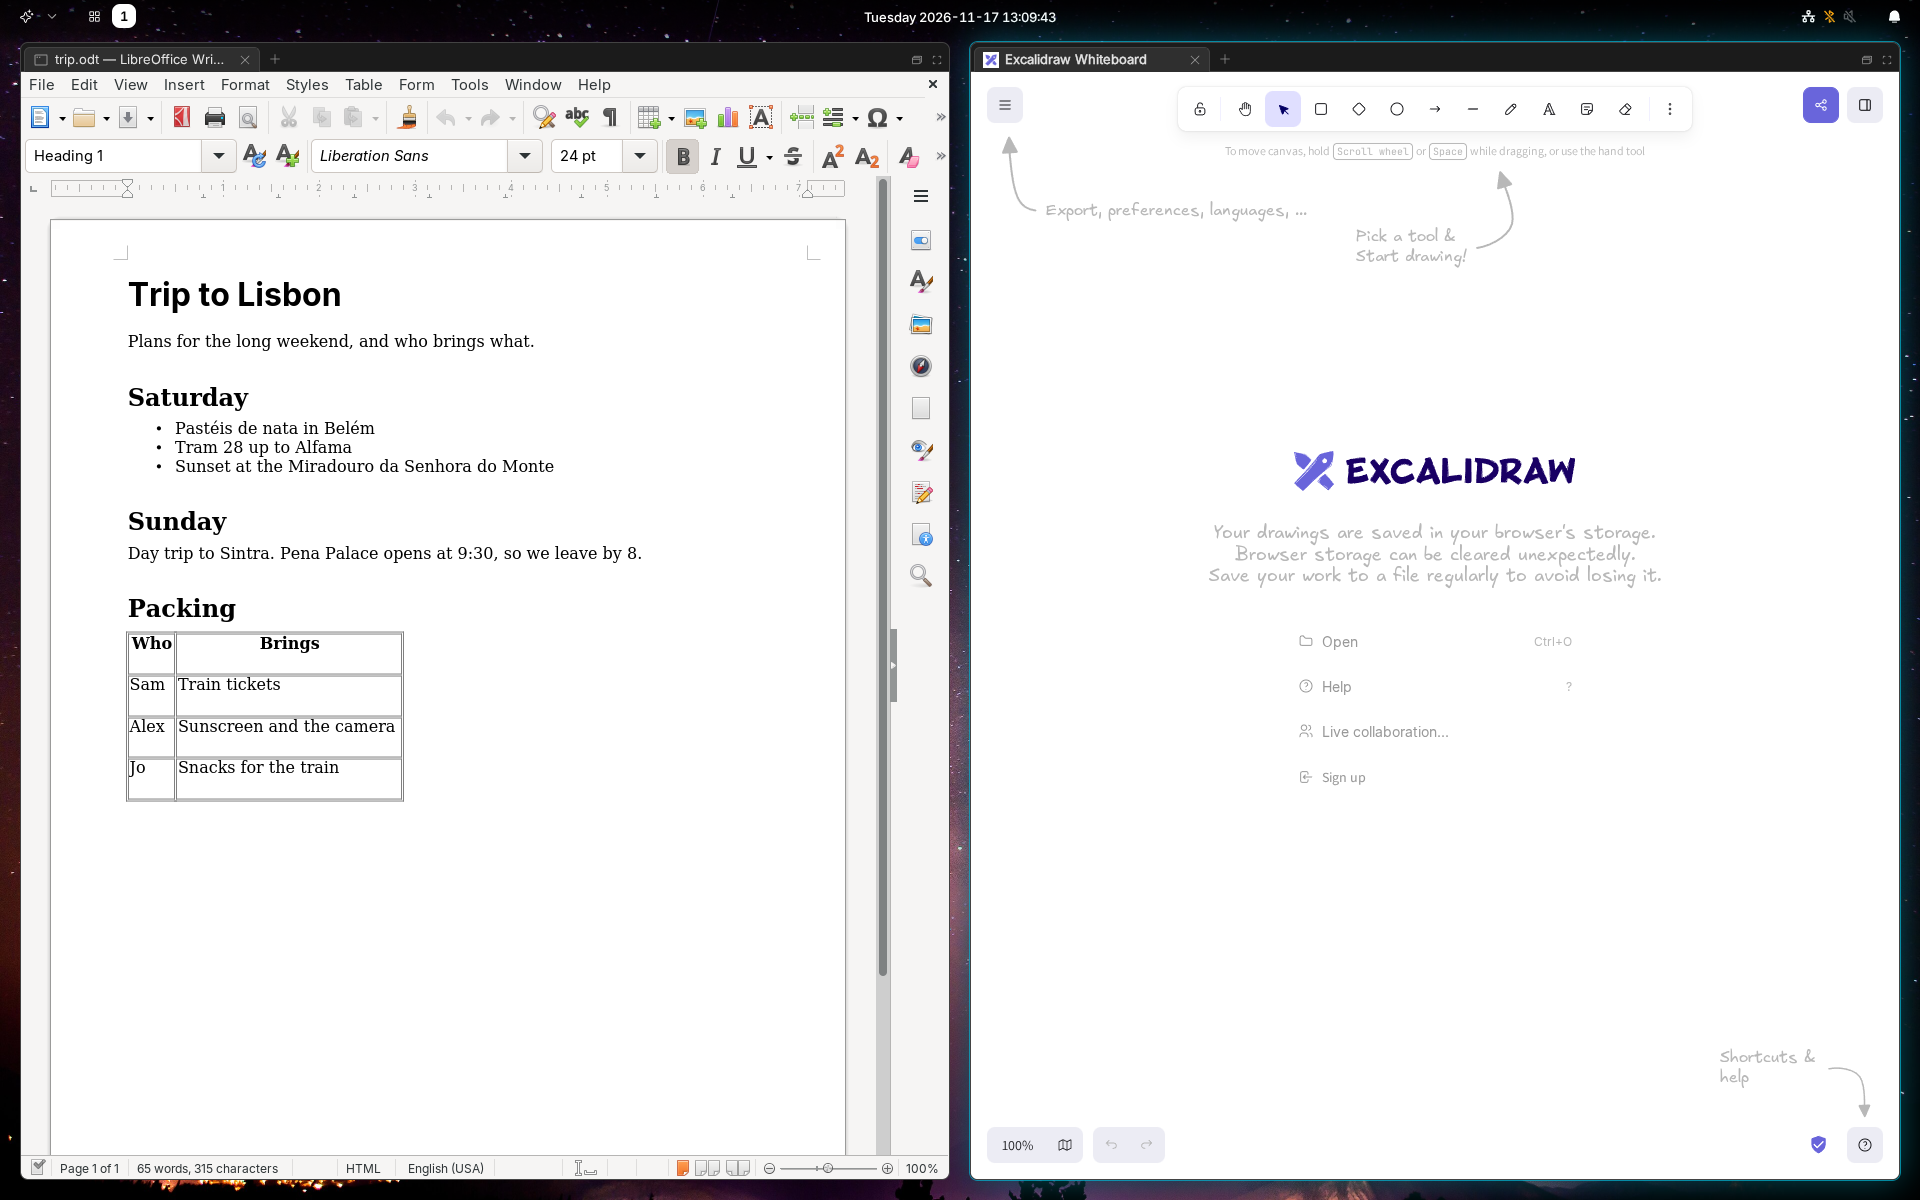 1
Tuesday 2026-11-17 13:09:43
trip.odt — LibreOffice Wri...
File Edit View Insert Format Styles Table Form Tools Window Help
Heading 1
Liberation Sans
24 pt
1 2 3 4 5 6 7
Trip to Lisbon
Plans for the long weekend, and who brings what.
Saturday
• Pastéis de nata in Belém
• Tram 28 up to Alfama
• Sunset at the Miradouro da Senhora do Monte
Sunday
Day trip to Sintra. Pena Palace opens at 9:30, so we leave by 8.
Packing
Who Brings
Sam Train tickets
Alex Sunscreen and the camera
Jo Snacks for the train
Page 1 of 1 65 words, 315 characters HTML English (USA) 100%
Excalidraw Whiteboard
To move canvas, hold Scroll wheel or Space while dragging, or use the hand tool
Export, preferences, languages, ...
Pick a tool &
Start drawing!
EXCALIDRAW
Your drawings are saved in your browser's storage.
Browser storage can be cleared unexpectedly.
Save your work to a file regularly to avoid losing it.
Open Ctrl+O
Help ?
Live collaboration...
Sign up
Shortcuts &
help
100%